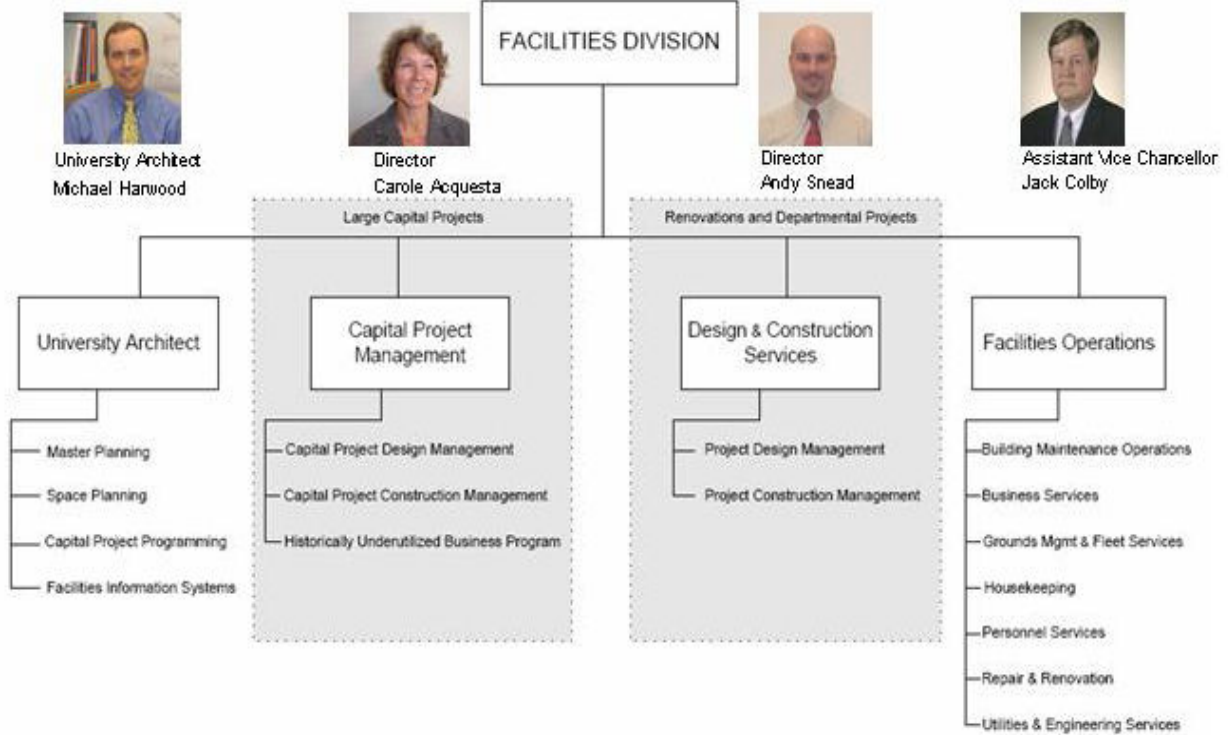 FACILITIES DIVISION
University Architect
Michael Harwood
Director
Carole Acquesta
Director
Andy Snead
Assistant Vice Chancellor
Jack Colby
Large Capital Projects
Renovations and Departmental Projects
University Architect
Capital Project
Management
Design & Construction
Services
Facilities Operations
Master Planning
Space Planning
Capital Project Programming
Facilities Information Systems
Capital Project Design Management
Capital Project Construction Management
Historically Underutilized Business Program
Project Design Management
Project Construction Management
Building Maintenance Operations
Business Services
Grounds Mgmt & Fleet Services
Housekeeping
Personnel Services
Repair & Renovation
Utilities & Engineering Services